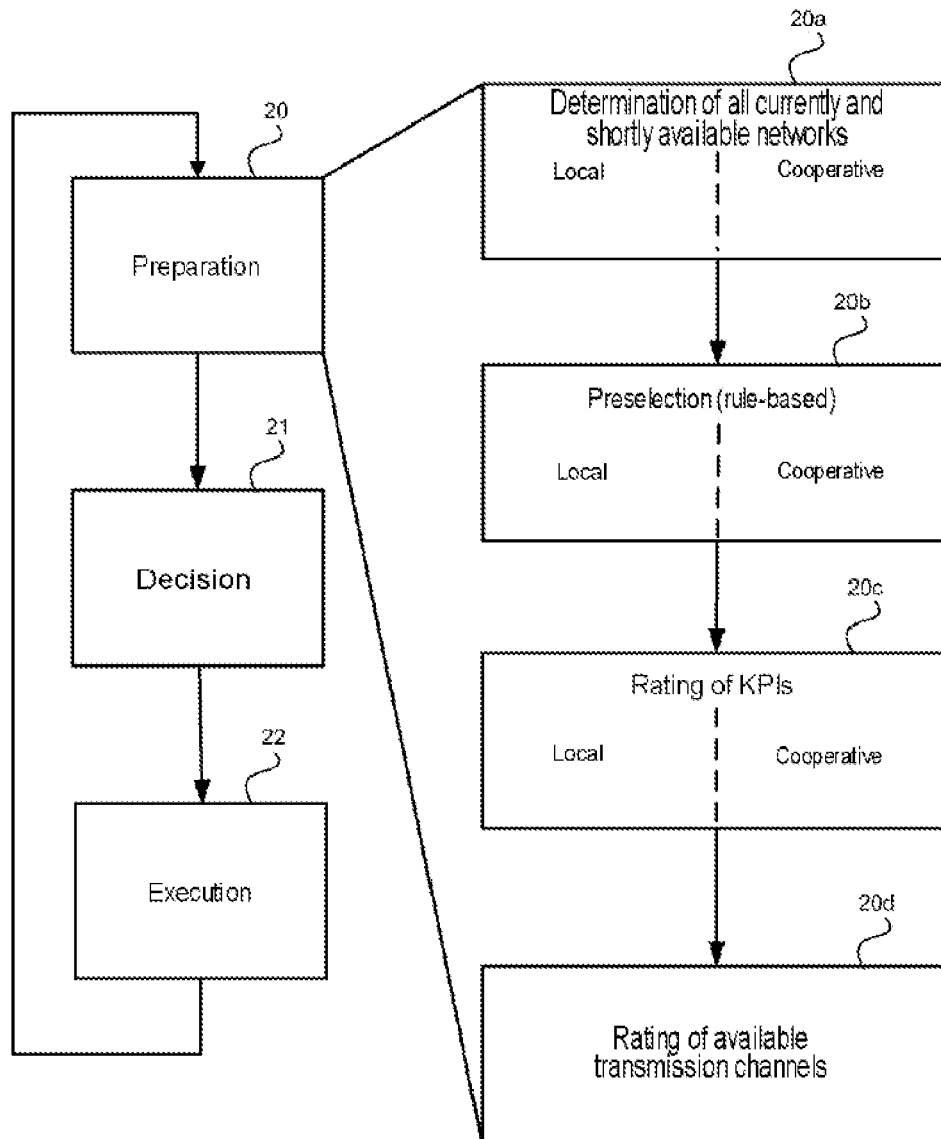 20
Preparation
21
Decision
22
Execution
20a
Determination of all currently and
shortly available networks
Local Cooperative
20b
Preselection (rule-based)
Local Cooperative
20c
Rating of KPIs
Local Cooperative
20d
Rating of available
transmission channels